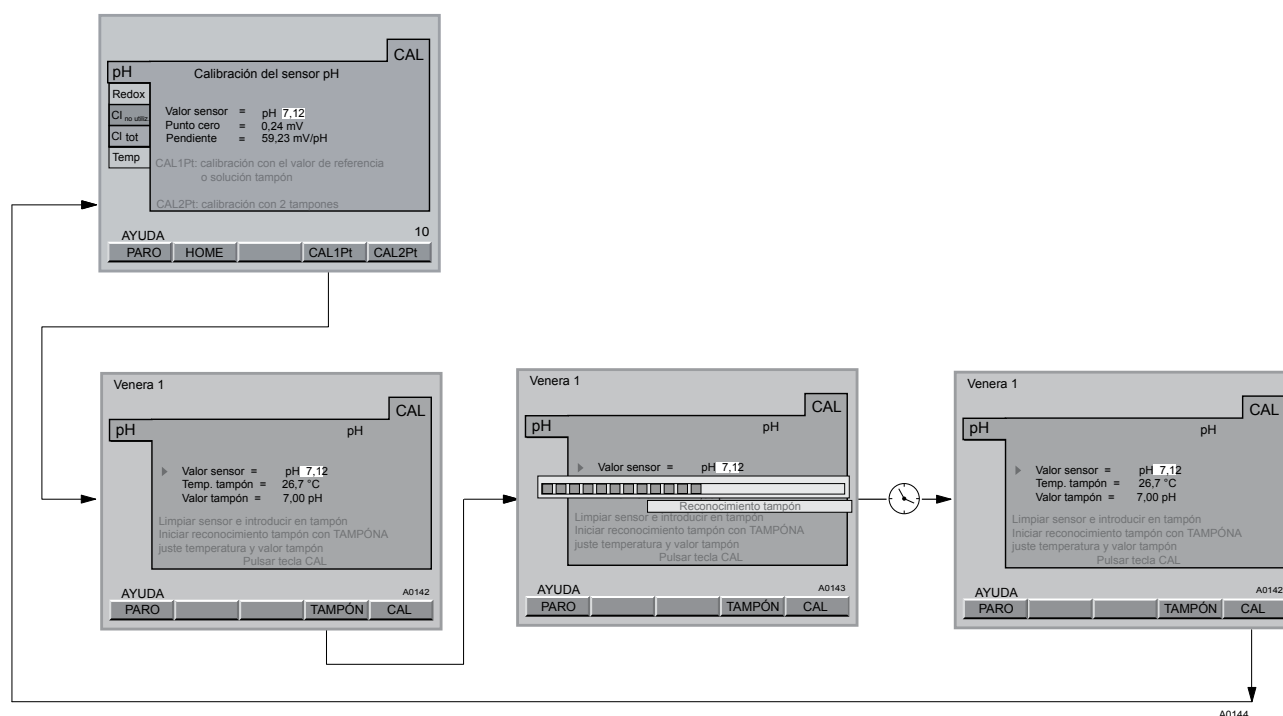 CAL
pH Calibración del sensor pH
Redox
Cl no utiliz.
Cl tot
Temp
Valor sensor = pH 7,12
Punto cero = 0,24 mV
Pendiente = 59,23 mV/pH
CAL1Pt: calibración con el valor de referencia
o solución tampón
CAL2Pt: calibración con 2 tampones
AYUDA 10
PARO HOME CAL1Pt CAL2Pt
Venera 1
CAL
pH pH
Valor sensor = pH 7,12
Temp. tampón = 26,7 °C
Valor tampón = 7,00 pH
Limpiar sensor e introducir en tampón
Iniciar reconocimiento tampón con TAMPÓNA
juste temperatura y valor tampón
Pulsar tecla CAL
AYUDA A0142
PARO TAMPÓN CAL
Venera 1
CAL
pH pH
Valor sensor = pH 7,12
Reconocimiento tampón
Limpiar sensor e introducir en tampón
Iniciar reconocimiento tampón con TAMPÓNA
juste temperatura y valor tampón
Pulsar tecla CAL
AYUDA A0143
PARO TAMPÓN CAL
Venera 1
CAL
pH pH
Valor sensor = pH 7,12
Temp. tampón = 26,7 °C
Valor tampón = 7,00 pH
Limpiar sensor e introducir en tampón
Iniciar reconocimiento tampón con TAMPÓNA
juste temperatura y valor tampón
Pulsar tecla CAL
AYUDA A0142
PARO TAMPÓN CAL
A0144